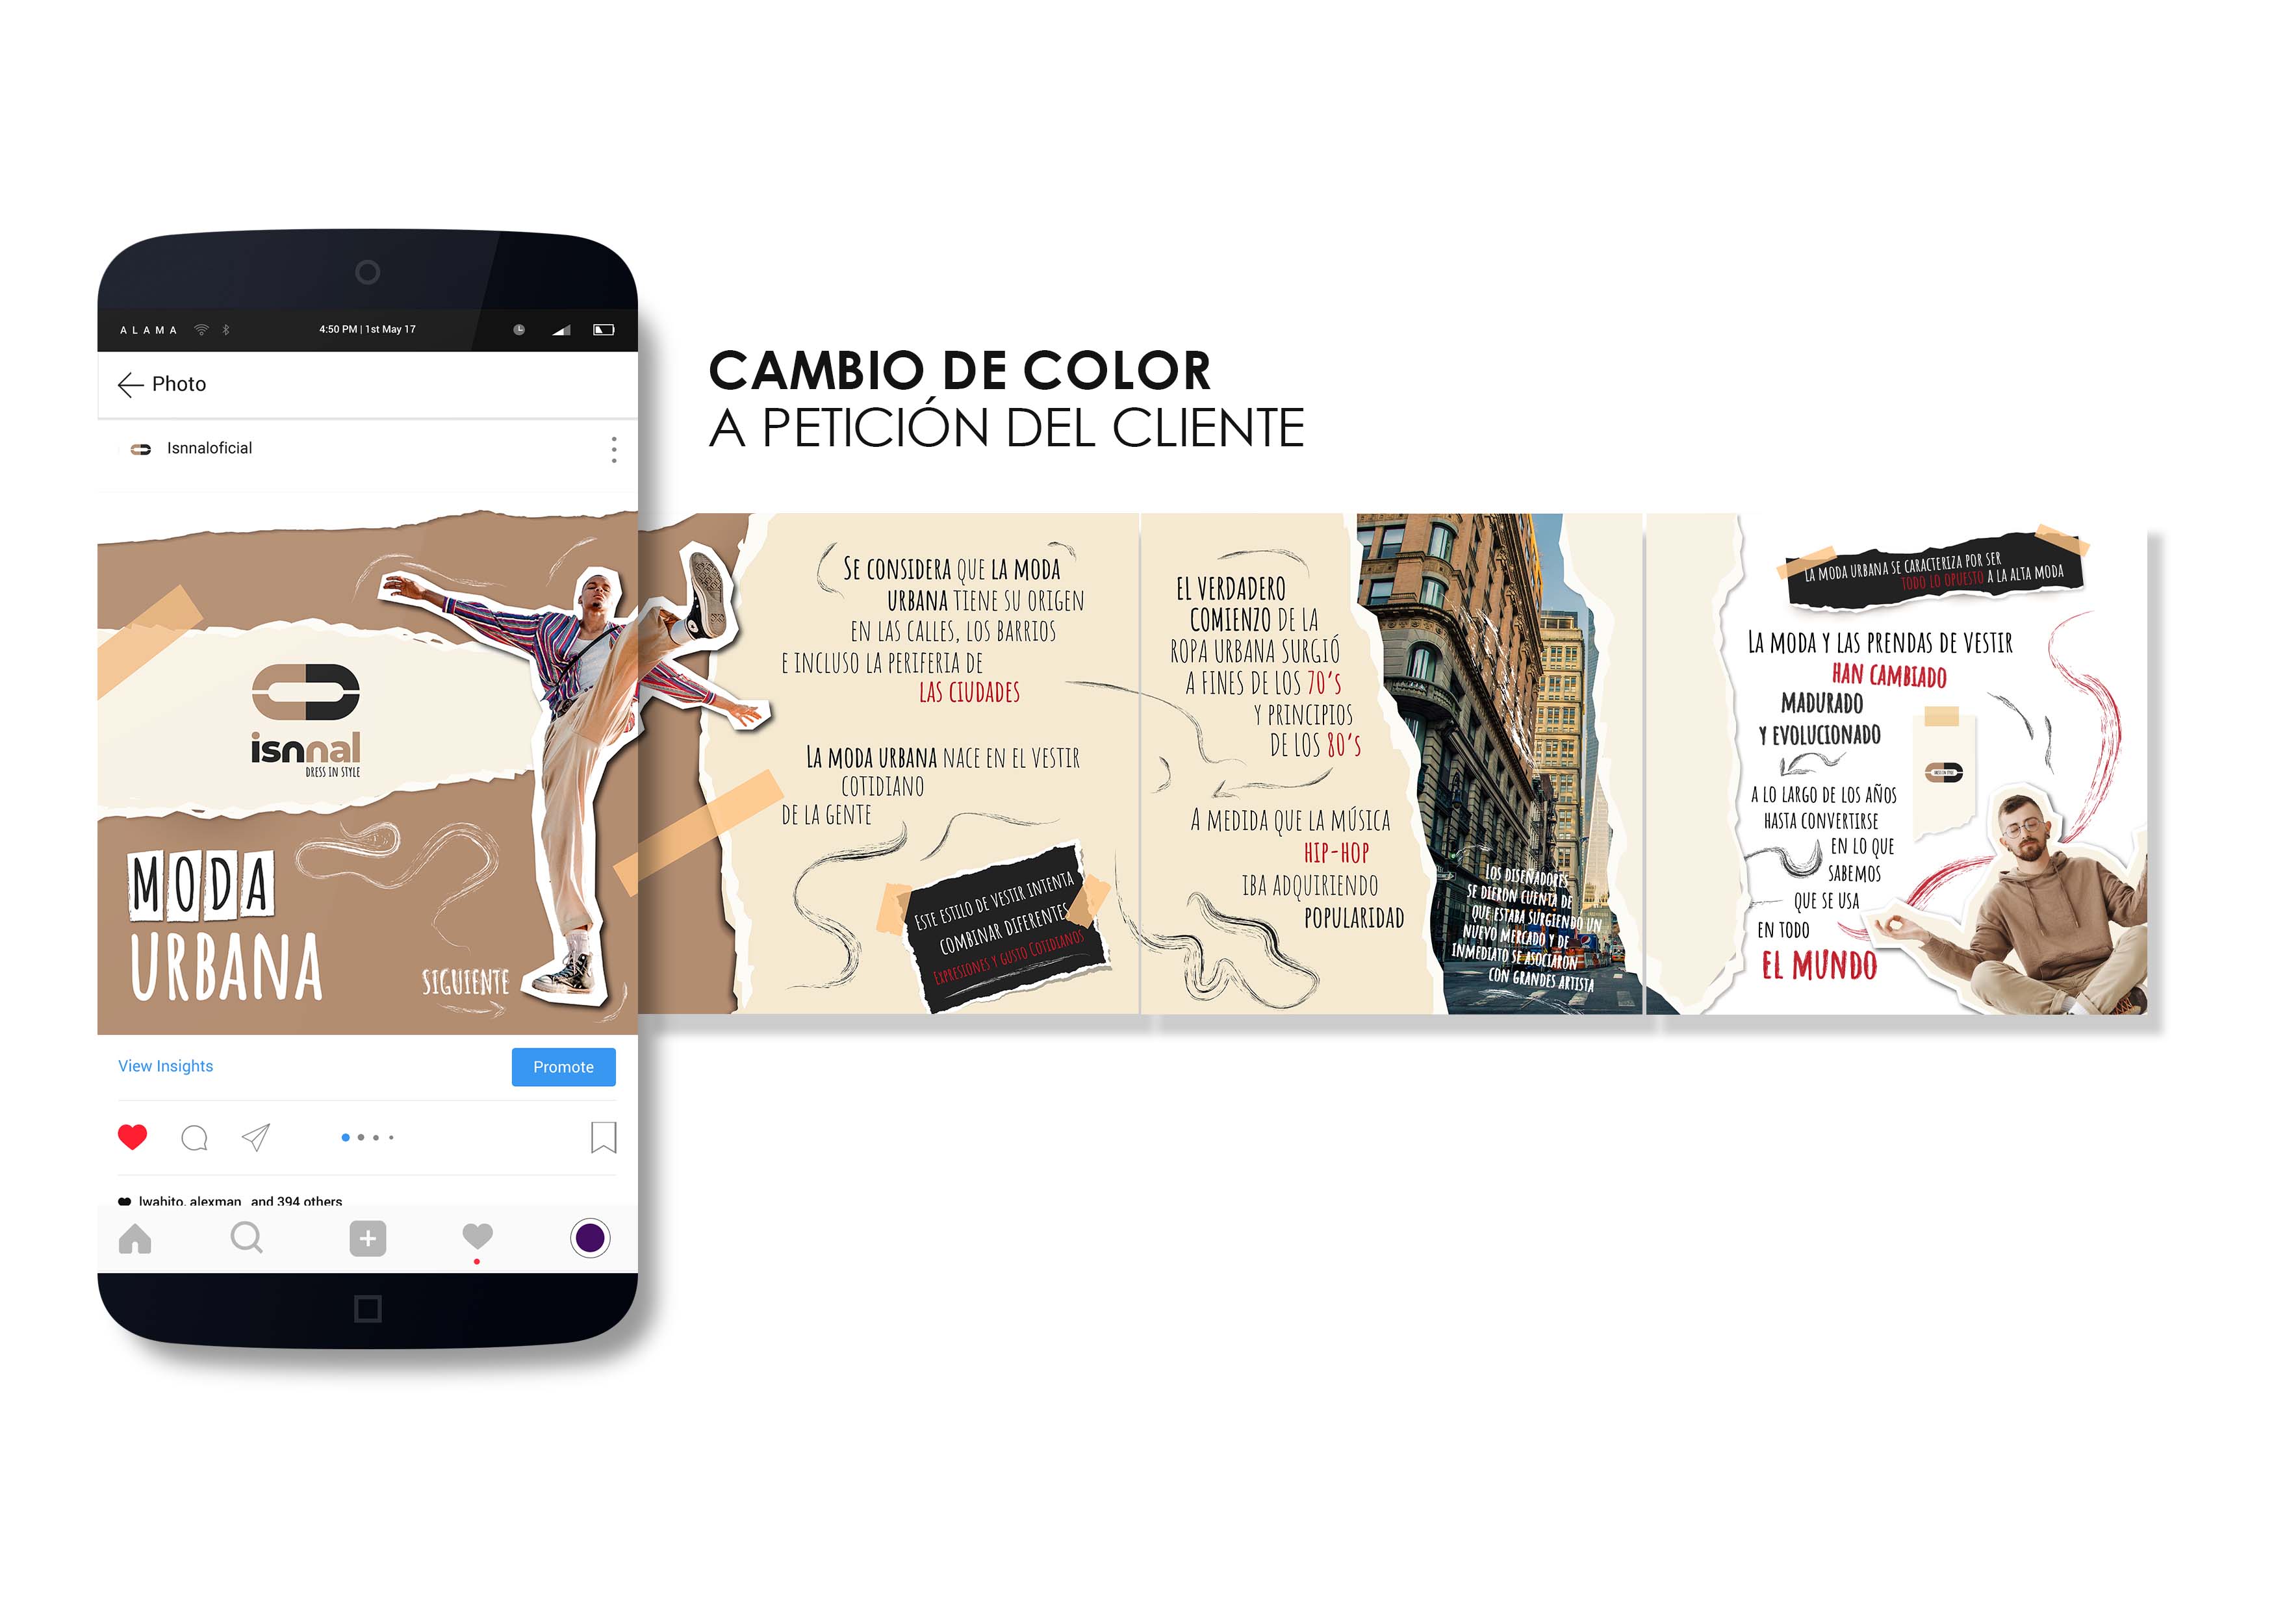 ALAMA
4:50 PM | 1st May 17
Photo
Isnnaloficial
isnnal
DRESS IN STYLE
MODA
URBANA
SIGUIENTE
View Insights
Promote
lwahito, alexman and 394 others
CAMBIO DE COLOR
A PETICIÓN DEL CLIENTE
SE CONSIDERA QUE LA MODA
URBANA TIENE SU ORIGEN
EN LAS CALLES, LOS BARRIOS
E INCLUSO LA PERIFERIA DE
LAS CIUDADES
LA MODA URBANA NACE EN EL VESTIR
COTIDIANO
DE LA GENTE
ESTE ESTILO DE VESTIR INTENTA
COMBINAR DIFERENTES
EXPRESIONES Y GUSTO COTIDIANOS
EL VERDADERO
COMIENZO DE LA
ROPA URBANA SURGIÓ
A FINES DE LOS 70's
Y PRINCIPIOS
DE LOS 80's
A MEDIDA QUE LA MÚSICA
HIP-HOP
IBA ADQUIRIENDO
POPULARIDAD
LOS DISEÑADORES
SE DIERON CUENTA DE
QUE ESTABA SURGIENDO UN
NUEVO MERCADO Y DE
INMEDIATO SE ASOCIARON
CON GRANDES ARTISTA
LA MODA URBANA SE CARACTERIZA POR SER
TODO LO OPUESTO A LA ALTA MODA
LA MODA Y LAS PRENDAS DE VESTIR
HAN CAMBIADO
MADURADO
Y EVOLUCIONADO
A LO LARGO DE LOS AÑOS
HASTA CONVERTIRSE
EN LO QUE
SABEMOS
QUE SE USA
EN TODO
EL MUNDO